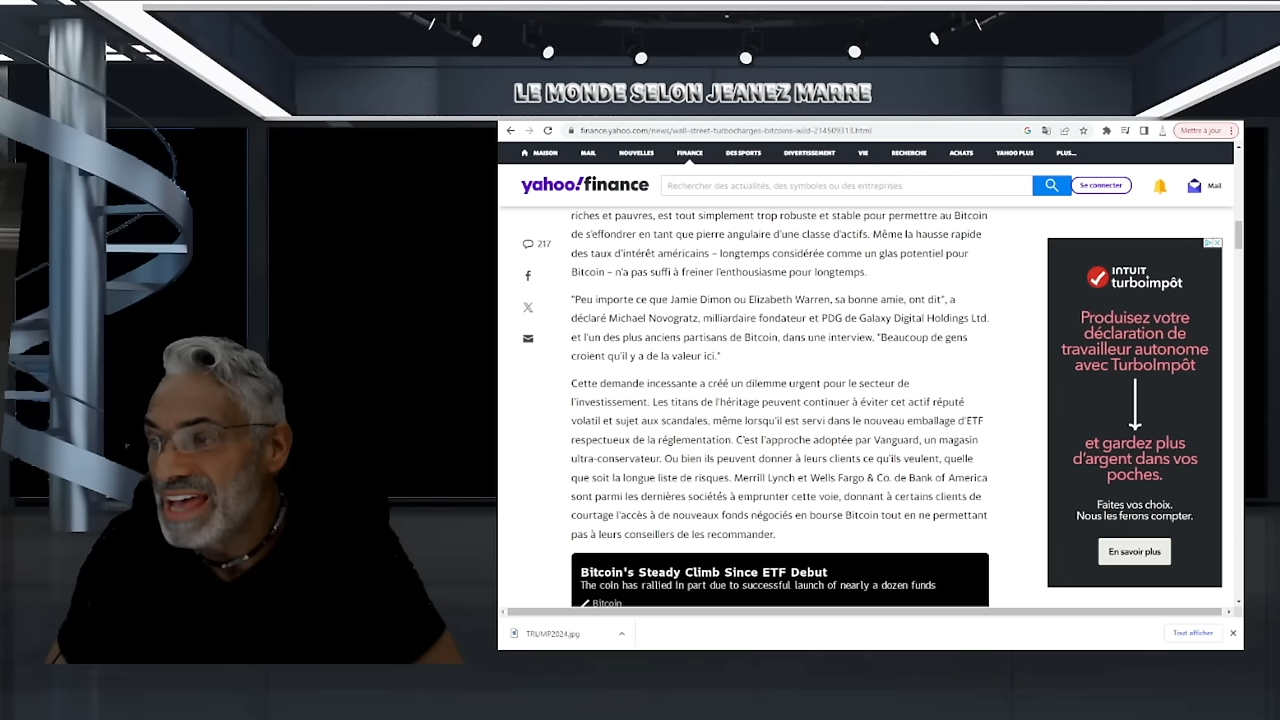 LE MONDE SELON JEANEZ MARRE
finance.yahoo.com/news/wall-street-turbocharges-bitcoins-wild-214509313.html
Mettre à jour
MAISON MAIL NOUVELLES FINANCE DES SPORTS DIVERTISSEMENT VIE RECHERCHE ACHATS YAHOO PLUS PLUS...
yahoo!finance
Rechercher des actualités, des symboles ou des entreprises
Se connecter
Mail
217
riches et pauvres, est tout simplement trop robuste et stable pour permettre au Bitcoin
de s'effondrer en tant que pierre angulaire d'une classe d'actifs. Même la hausse rapide
des taux d'intérêt américains – longtemps considérée comme un glas potentiel pour
Bitcoin – n'a pas suffi à freiner l'enthousiasme pour longtemps.
"Peu importe ce que Jamie Dimon ou Elizabeth Warren, sa bonne amie, ont dit", a
déclaré Michael Novogratz, milliardaire fondateur et PDG de Galaxy Digital Holdings Ltd.
et l'un des plus anciens partisans de Bitcoin, dans une interview. "Beaucoup de gens
croient qu'il y a de la valeur ici."
Cette demande incessante a créé un dilemme urgent pour le secteur de
l'investissement. Les titans de l'héritage peuvent continuer à éviter cet actif réputé
volatil et sujet aux scandales, même lorsqu'il est servi dans le nouveau emballage d'ETF
respectueux de la réglementation. C'est l'approche adoptée par Vanguard, un magasin
ultra-conservateur. Ou bien ils peuvent donner à leurs clients ce qu'ils veulent, quelle
que soit la longue liste de risques. Merrill Lynch et Wells Fargo & Co. de Bank of America
sont parmi les dernières sociétés à emprunter cette voie, donnant à certains clients de
courtage l'accès à de nouveaux fonds négociés en bourse Bitcoin tout en ne permettant
pas à leurs conseillers de les recommander.
Bitcoin's Steady Climb Since ETF Debut
The coin has rallied in part due to successful launch of nearly a dozen funds
Bitcoin
INTUIT
turboimpôt
Produisez votre
déclaration de
travailleur autonome
avec TurboImpôt
et gardez plus
d'argent dans vos
poches.
Faites vos choix.
Nous les ferons compter.
En savoir plus
TRUMP2024.jpg
Tout afficher